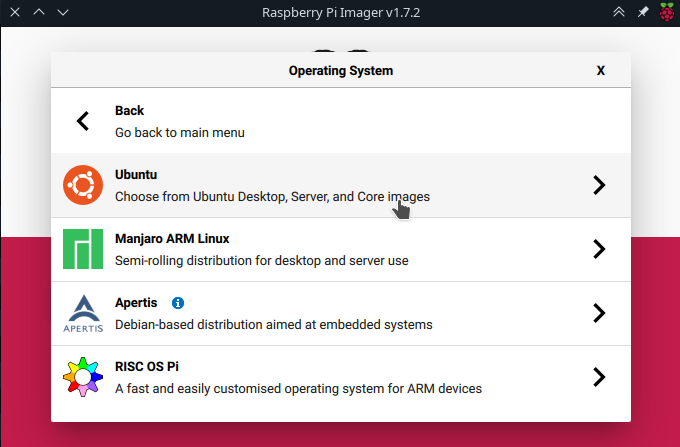 Raspberry Pi Imager v1.7.2
Operating System
X
Back
Go back to main menu
Ubuntu
Choose from Ubuntu Desktop, Server, and Core images
Manjaro ARM Linux
Semi-rolling distribution for desktop and server use
Apertis
APERTIS
Debian-based distribution aimed at embedded systems
RISC OS Pi
A fast and easily customised operating system for ARM devices